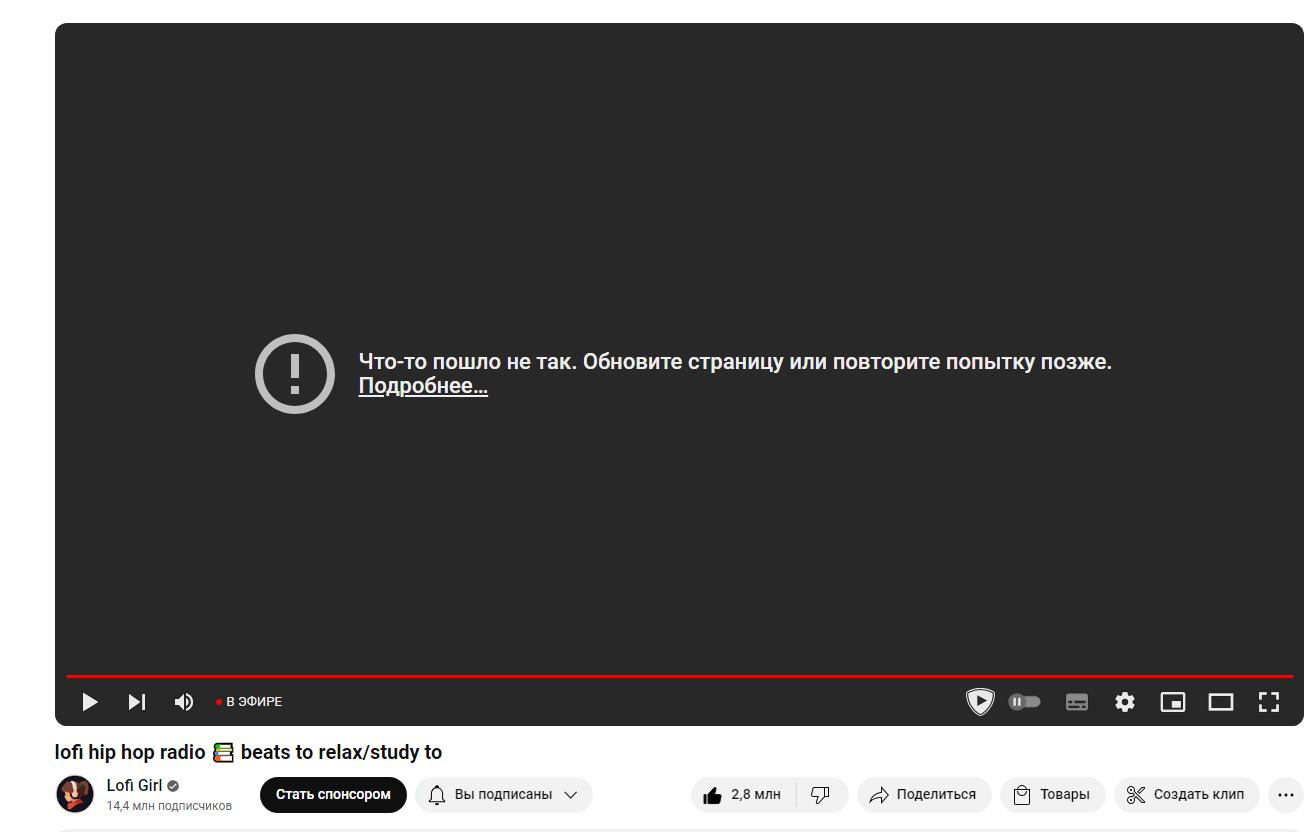 Что-то пошло не так. Обновите страницу или повторите попытку позже.
Подробнее...
В ЭФИРЕ
lofi hip hop radio 📚 beats to relax/study to
Lofi Girl
14,4 млн подписчиков
Стать спонсором
Вы подписаны
2,8 млн
Поделиться
Товары
Создать клип